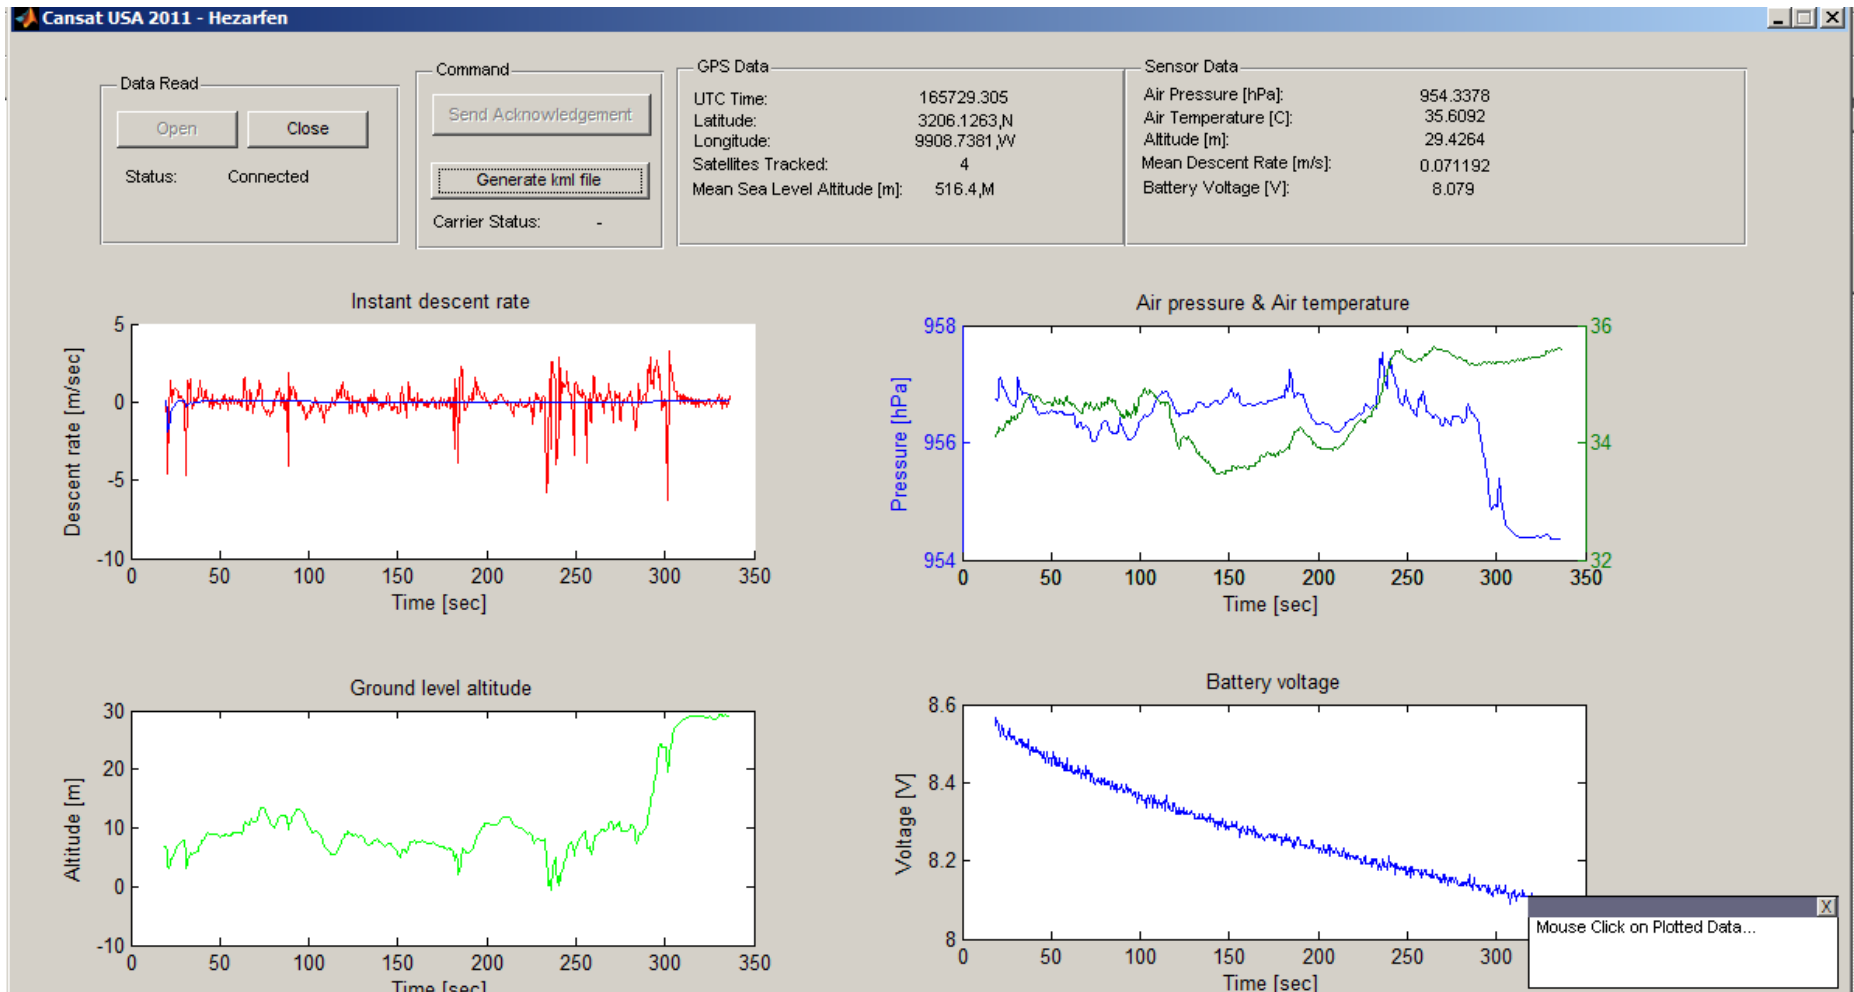 Cansat USA 2011 - Hezarfen
Data Read
Open
Close
Status: Connected
Command
Send Acknowledgement
Generate kml file
Carrier Status: -
GPS Data
UTC Time: 165729.305
Latitude: 3206.1263,N
Longitude: 9908.7381,W
Satellites Tracked: 4
Mean Sea Level Altitude [m]: 516.4,M
Sensor Data
Air Pressure [hPa]: 954.3378
Air Temperature [C]: 35.6092
Altitude [m]: 29.4264
Mean Descent Rate [m/s]: 0.071192
Battery Voltage [V]: 8.079
Instant descent rate
Descent rate [m/sec]
5
0
-5
-10
0 50 100 150 200 250 300 350
Time [sec]
Air pressure & Air temperature
Pressure [hPa]
958
956
954
36
34
32
0 50 100 150 200 250 300 350
Time [sec]
Ground level altitude
Altitude [m]
30
20
10
0
-10
0 50 100 150 200 250 300 350
Time [sec]
Battery voltage
Voltage [V]
8.6
8.4
8.2
8
0 50 100 150 200 250 300
Time [sec]
X
Mouse Click on Plotted Data...